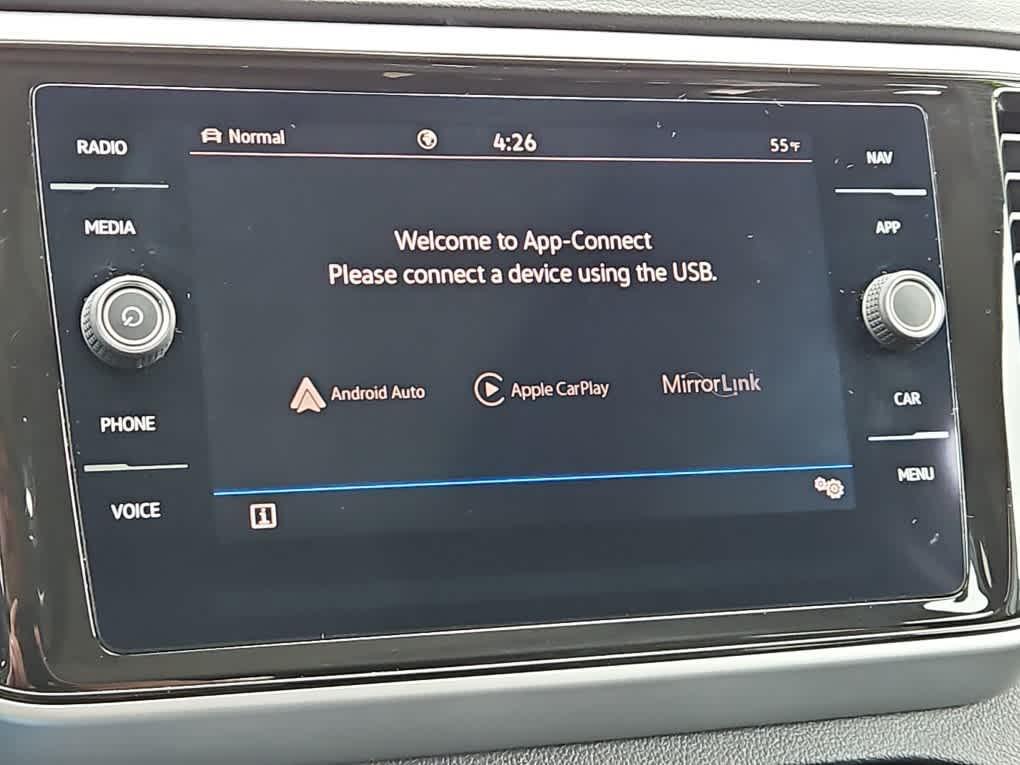 RADIO
MEDIA
PHONE
VOICE
Normal 4:26 55°F
Welcome to App-Connect
Please connect a device using the USB.
Android Auto Apple CarPlay MirrorLink
i
NAV
APP
CAR
MENU